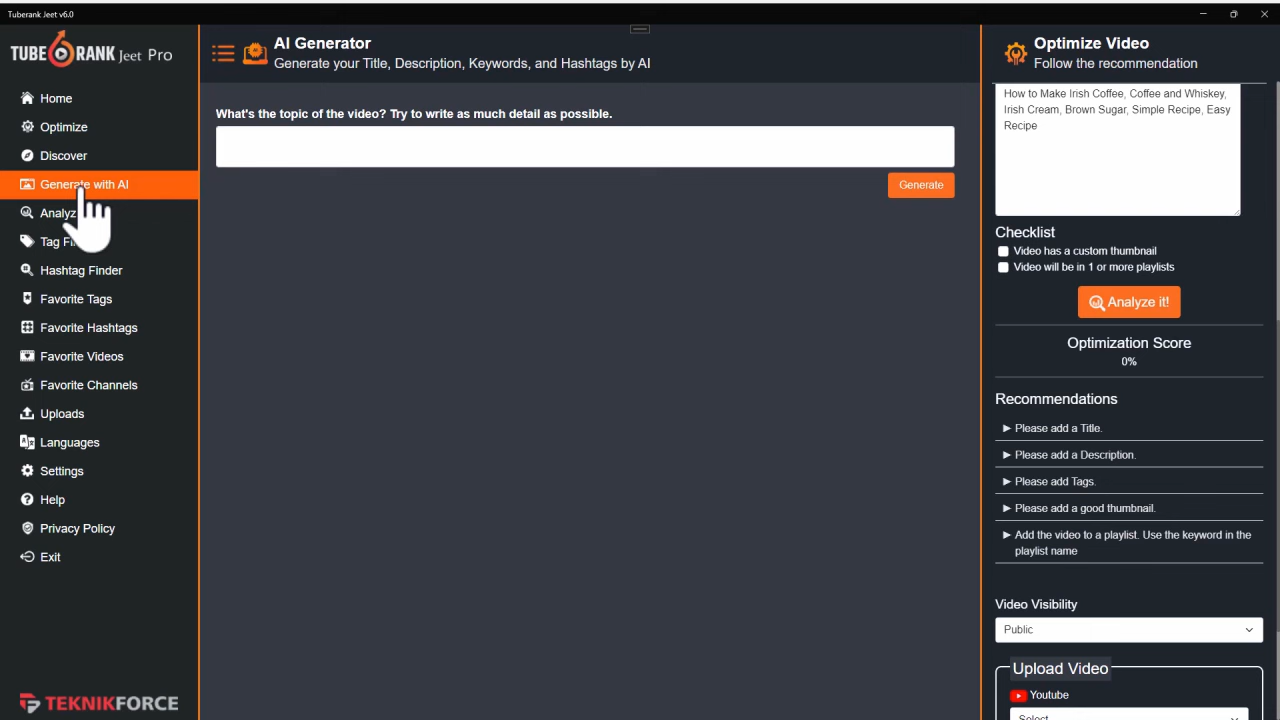 Tuberank Jeet v6.0
TUBE RANK Jeet Pro
Home
Optimize
Discover
Generate with AI
Analyz
Tag Fi
Hashtag Finder
Favorite Tags
Favorite Hashtags
Favorite Videos
Favorite Channels
Uploads
Languages
Settings
Help
Privacy Policy
Exit
TEKNIKFORCE
AI Generator
Generate your Title, Description, Keywords, and Hashtags by AI
What's the topic of the video? Try to write as much detail as possible.
Generate
Optimize Video
Follow the recommendation
How to Make Irish Coffee, Coffee and Whiskey,
Irish Cream, Brown Sugar, Simple Recipe, Easy
Recipe
Checklist
Video has a custom thumbnail
Video will be in 1 or more playlists
Analyze it!
Optimization Score
0%
Recommendations
Please add a Title.
Please add a Description.
Please add Tags.
Please add a good thumbnail.
Add the video to a playlist. Use the keyword in the
playlist name
Video Visibility
Public
Upload Video
Youtube
Select